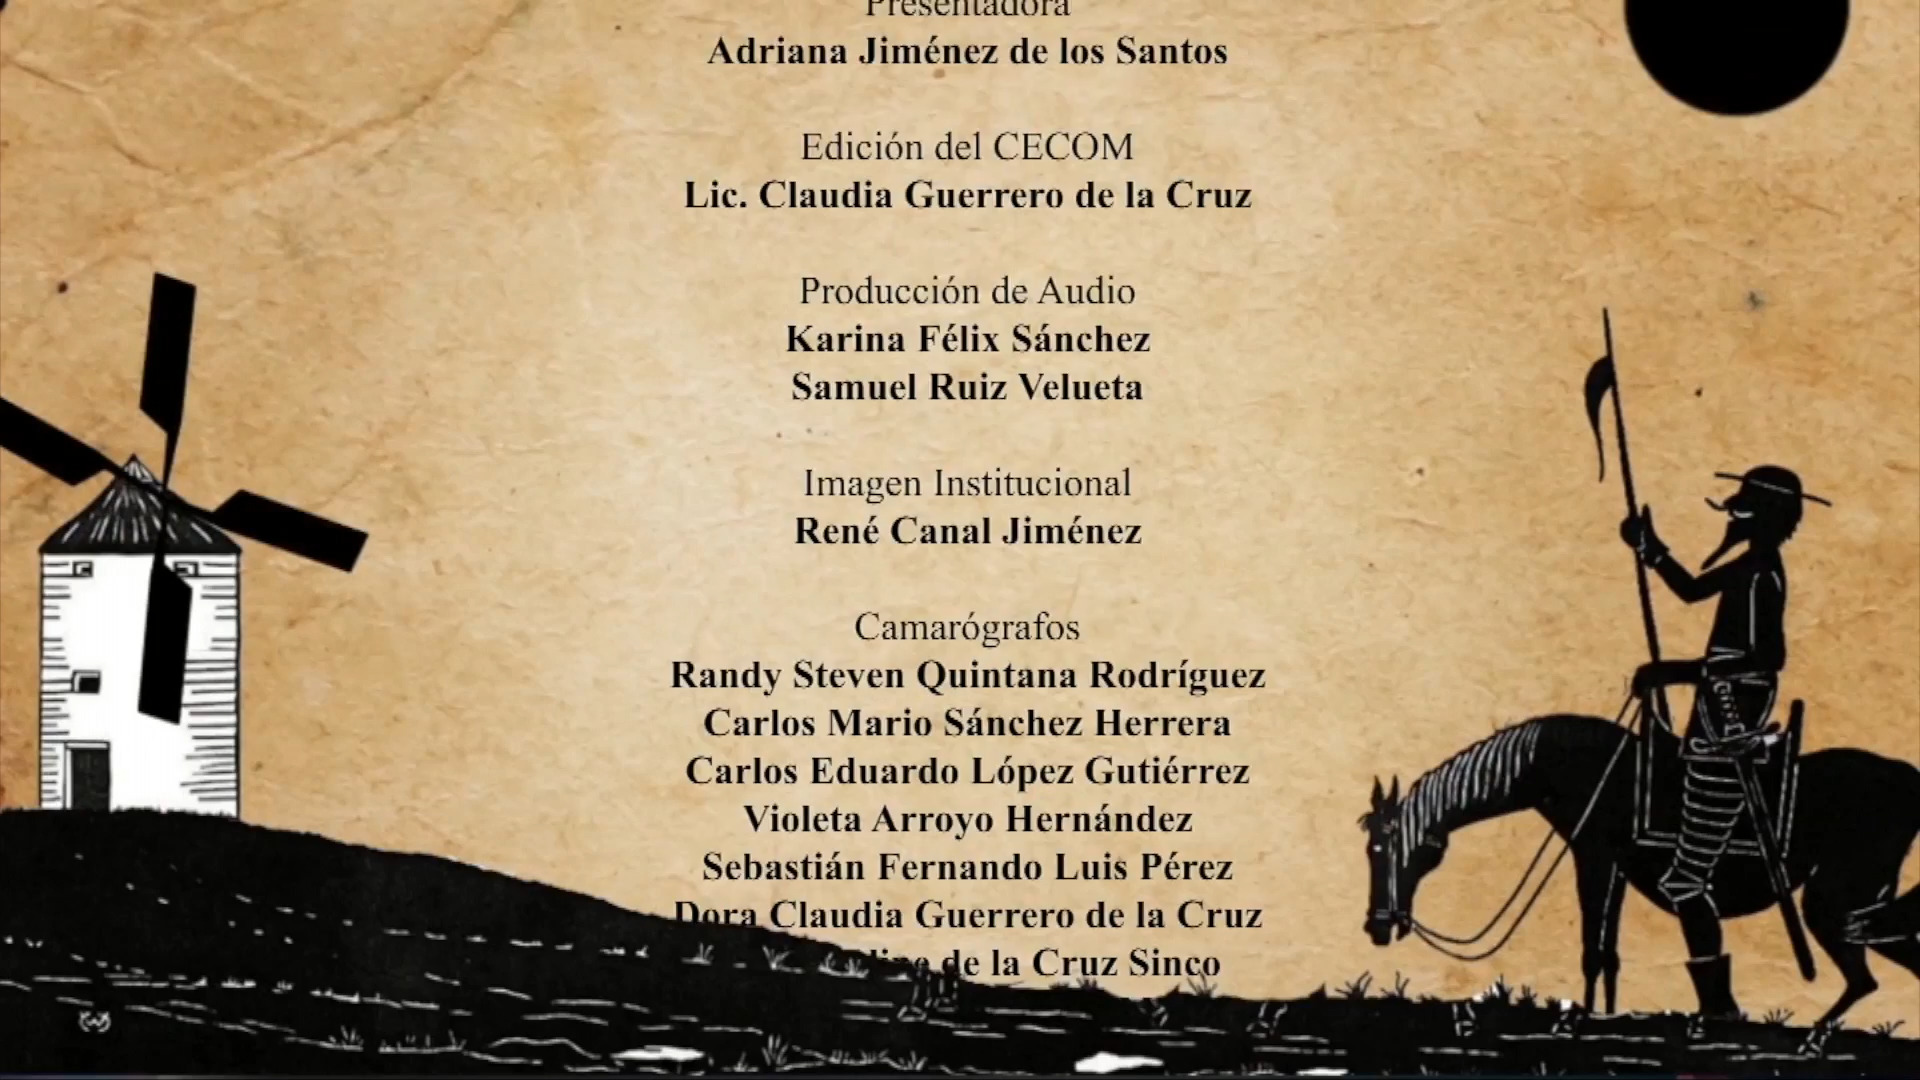 Presentadora
Adriana Jiménez de los Santos
Edición del CECOM
Lic. Claudia Guerrero de la Cruz
Producción de Audio
Karina Félix Sánchez
Samuel Ruiz Velueta
Imagen Institucional
René Canal Jiménez
Camarógrafos
Randy Steven Quintana Rodríguez
Carlos Mario Sánchez Herrera
Carlos Eduardo López Gutiérrez
Violeta Arroyo Hernández
Sebastián Fernando Luis Pérez
Dora Claudia Guerrero de la Cruz
de la Cruz Sinco